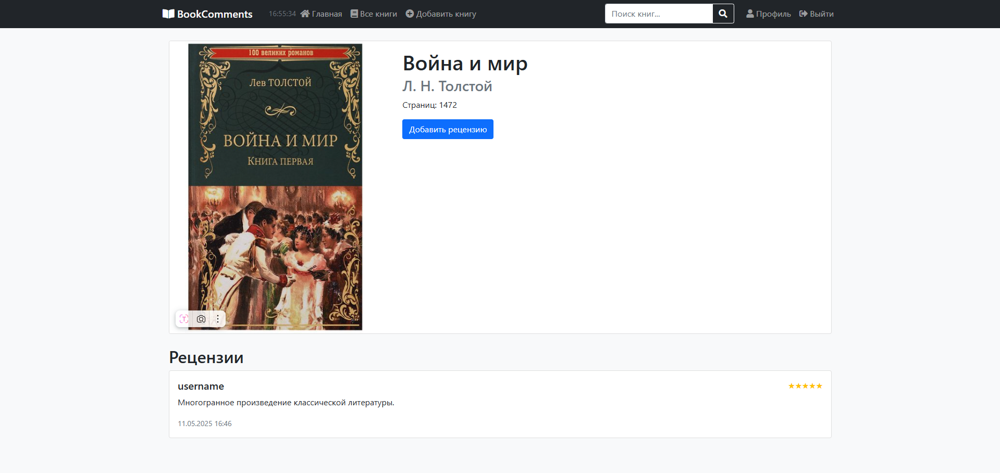 BookComments 16:55:34 Главная Все книги Добавить книгу Поиск книг... Профиль Выйти
100 великих романов
Лев ТОЛСТОЙ
ВОЙНА И МИР
Книга первая
Война и мир
Л. Н. Толстой
Страниц: 1472
Добавить рецензию
Рецензии
username
Многогранное произведение классической литературы.
11.05.2025 16:46